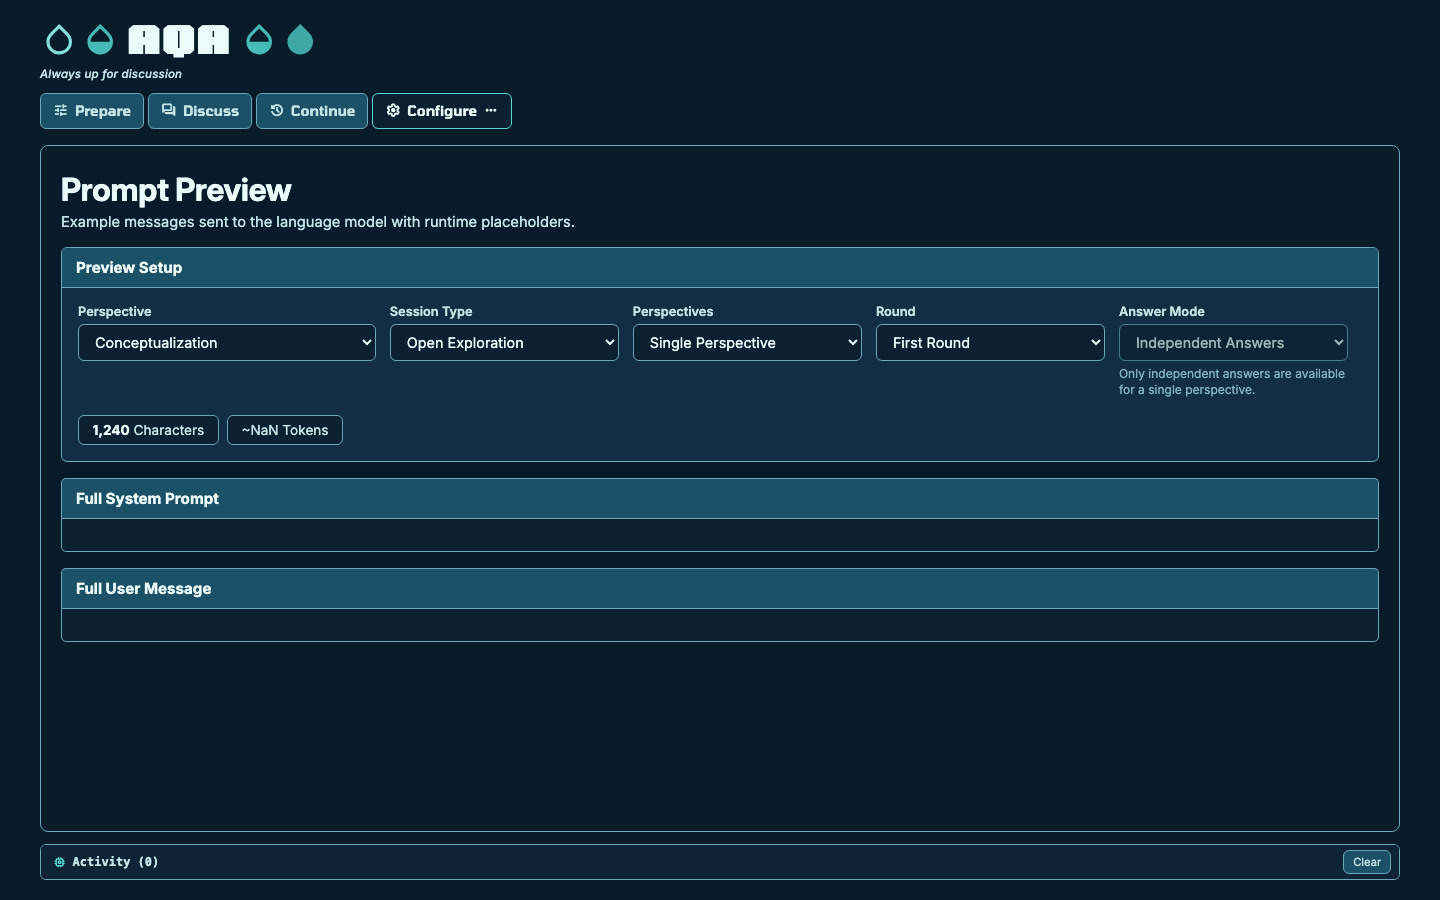 AQA
Always up for discussion
Prepare
Discuss
Continue
Configure ···
Prompt Preview
Example messages sent to the language model with runtime placeholders.
Preview Setup
Perspective
Session Type
Perspectives
Round
Answer Mode
Conceptualization
Open Exploration
Single Perspective
First Round
Independent Answers
Only independent answers are available
for a single perspective.
1,240 Characters
~NaN Tokens
Full System Prompt
Full User Message
Activity (0)
Clear